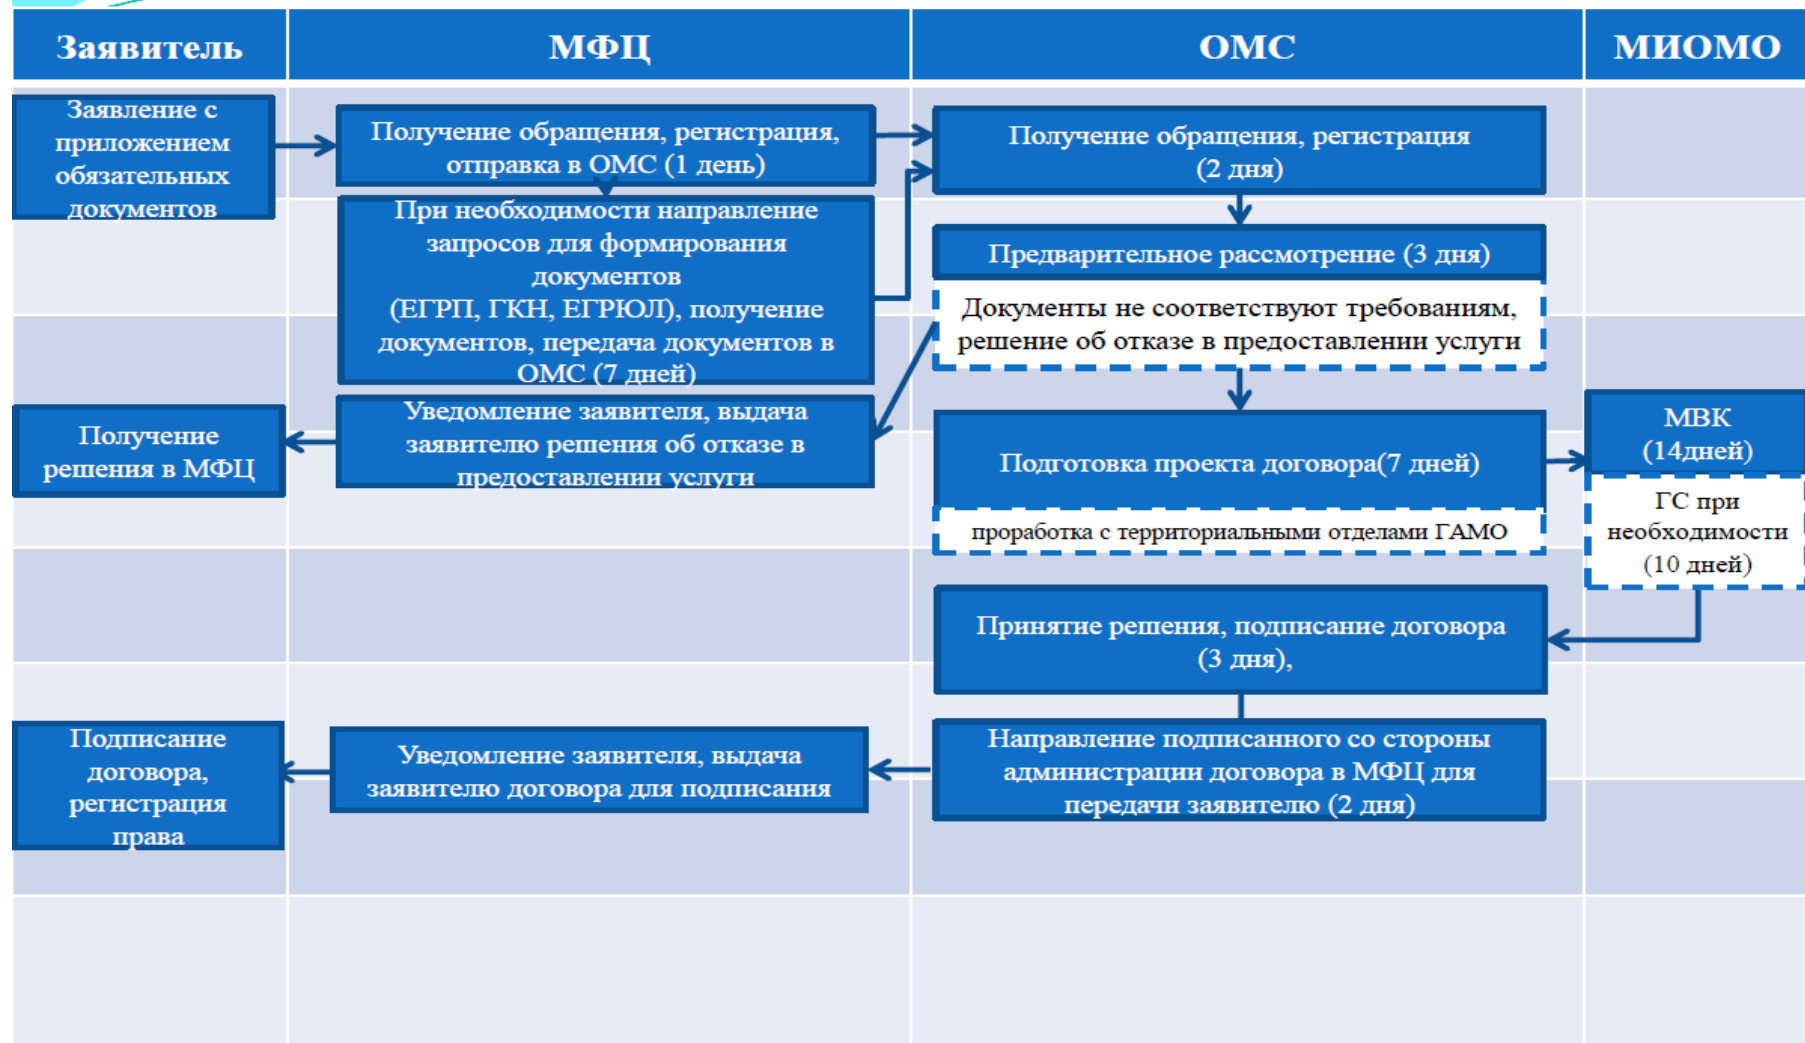 Заявитель
МФЦ
ОМС
МИОМО
Заявление с
приложением
обязательных
документов
Получение обращения, регистрация,
отправка в ОМС (1 день)
Получение обращения, регистрация
(2 дня)
При необходимости направление
запросов для формирования
документов
(ЕГРП, ГКН, ЕГРЮЛ), получение
документов, передача документов в
ОМС (7 дней)
Предварительное рассмотрение (3 дня)
Документы не соответствуют требованиям,
решение об отказе в предоставлении услуги
Получение
решения в МФЦ
Уведомление заявителя, выдача
заявителю решения об отказе в
предоставлении услуги
Подготовка проекта договора(7 дней)
проработка с территориальными отделами ГАМО
МВК
(14дней)
ГС при
необходимости
(10 дней)
Принятие решения, подписание договора
(3 дня),
Подписание
договора,
регистрация
права
Уведомление заявителя, выдача
заявителю договора для подписания
Направление подписанного со стороны
администрации договора в МФЦ для
передачи заявителю (2 дня)